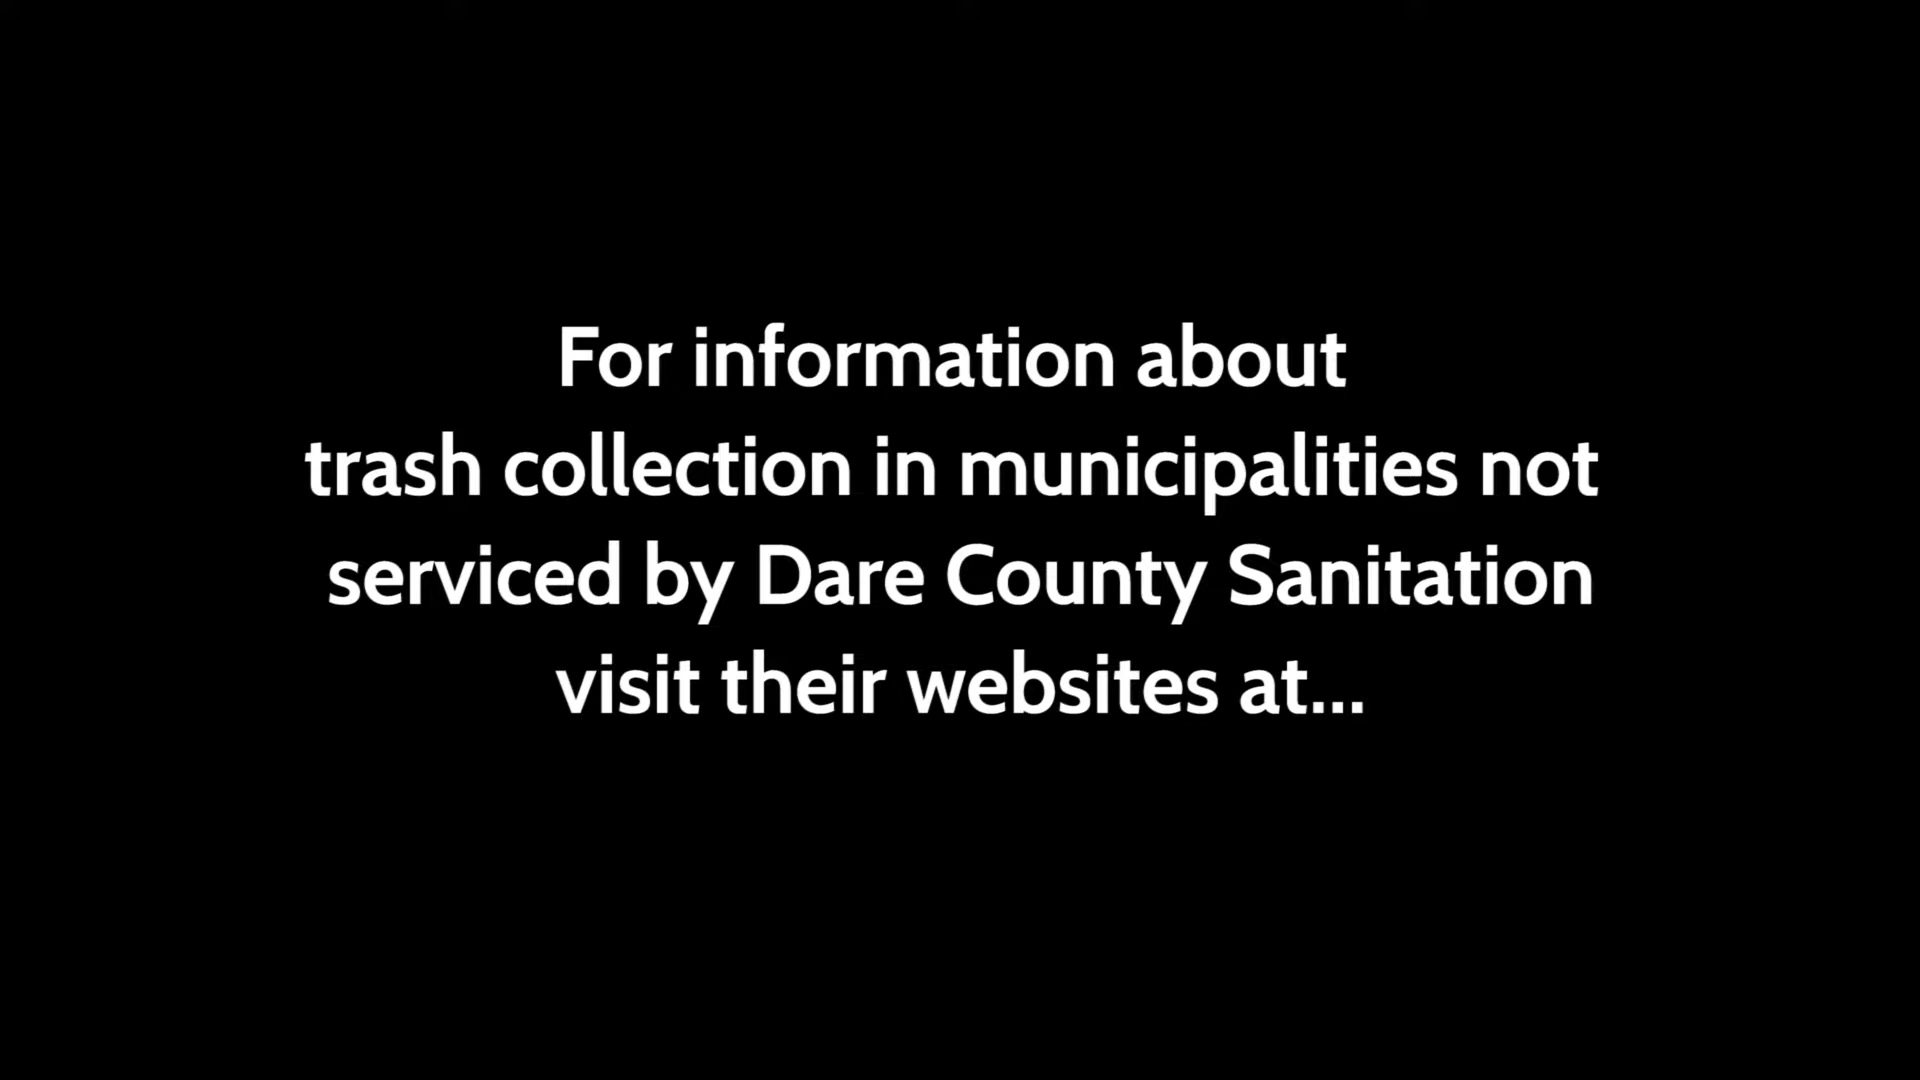 For information about
trash collection in municipalities not
serviced by Dare County Sanitation
visit their websites at...